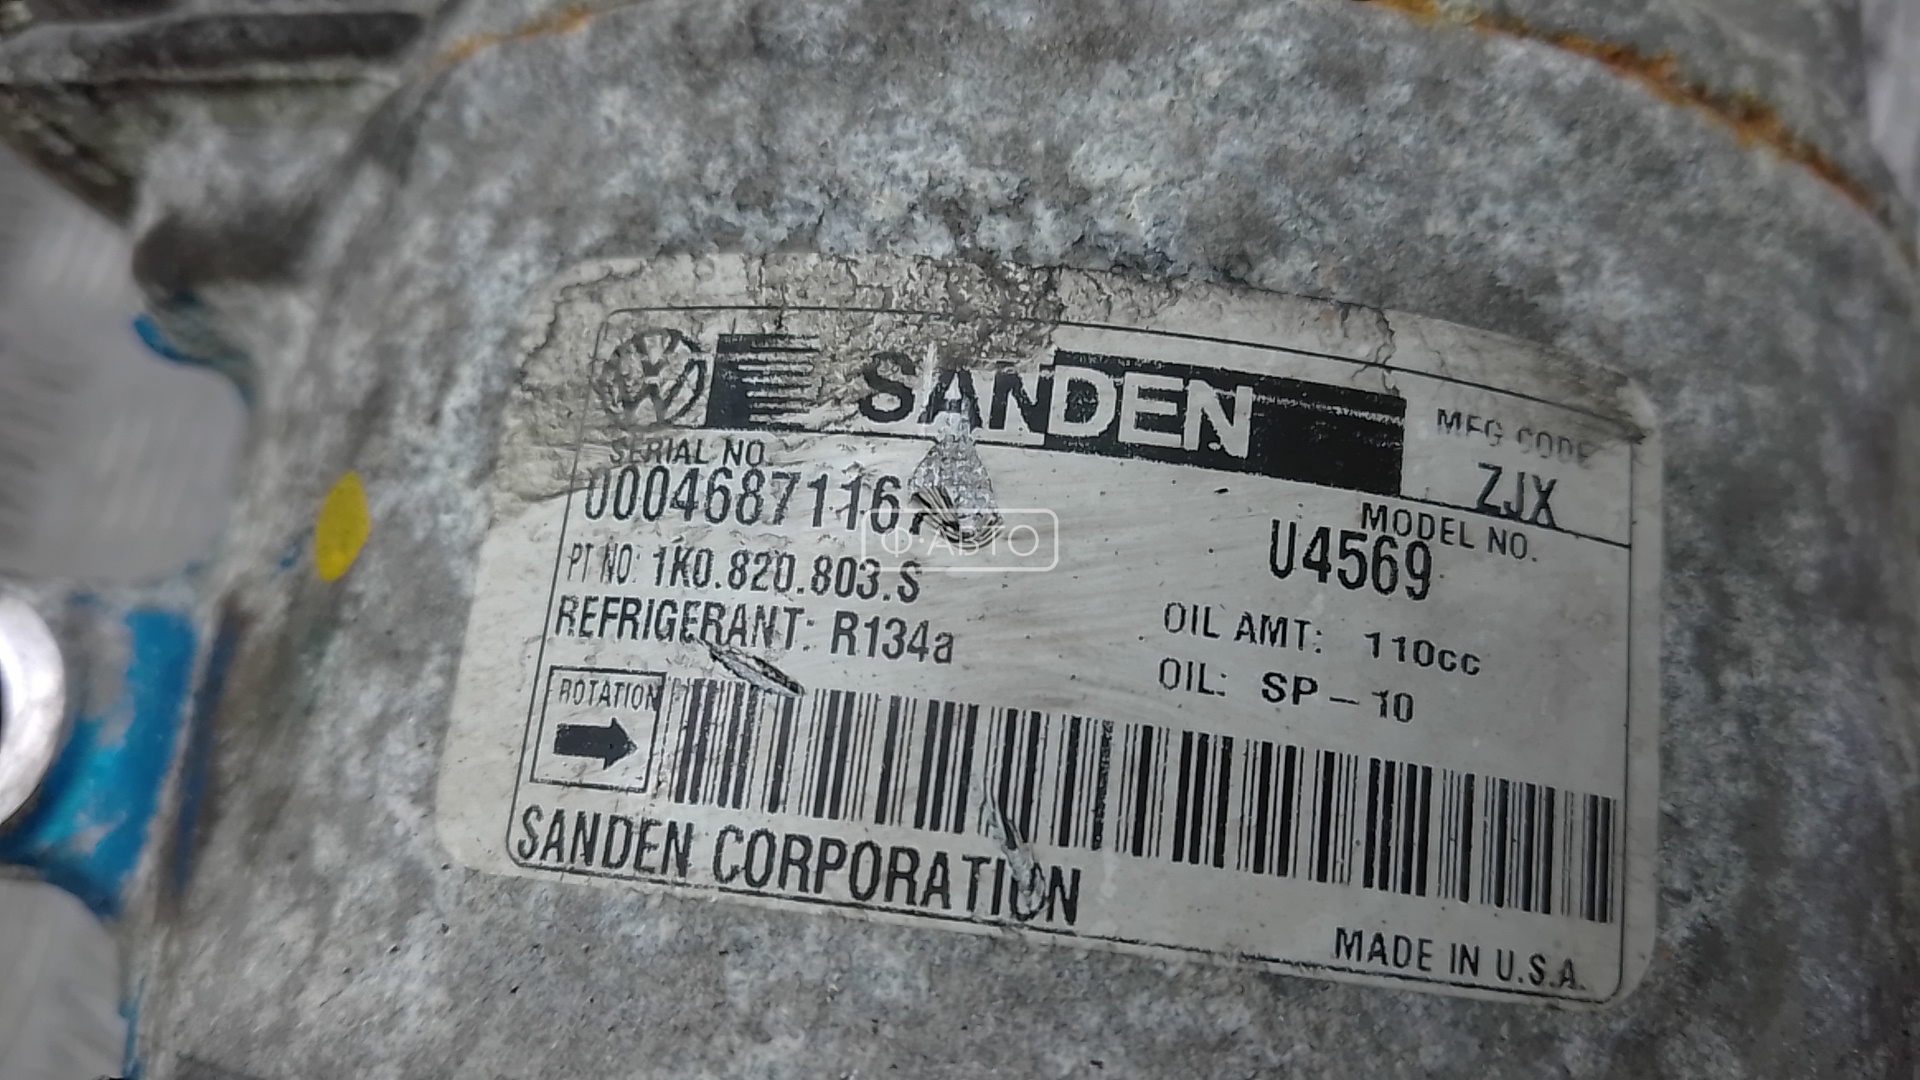 SANDEN
MFG CODE
ZJX
SERIAL NO.
MODEL NO.
U4569
Ф-АВТО
PT NO: 1K0.820.803.S
REFRIGERANT: R134a
OIL AMT: 110cc
OIL: SP-10
ROTATION
SANDEN CORPORATION
MADE IN U.S.A.